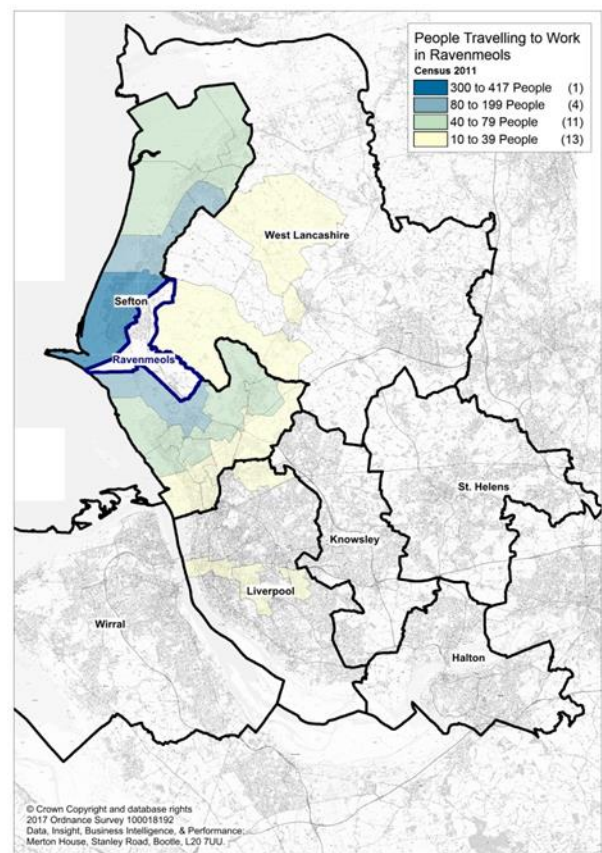 People Travelling to Work
in Ravenmeols
Census 2011
300 to 417 People (1)
80 to 199 People (4)
40 to 79 People (11)
10 to 39 People (13)
West Lancashire
Sefton
Ravenmeols
St. Helens
Knowsley
Liverpool
Wirral
Halton
© Crown Copyright and database rights
2017 Ordnance Survey 100018192
Data, Insight, Business Intelligence, & Performance;
Merton House, Stanley Road, Bootle, L20 7UU.